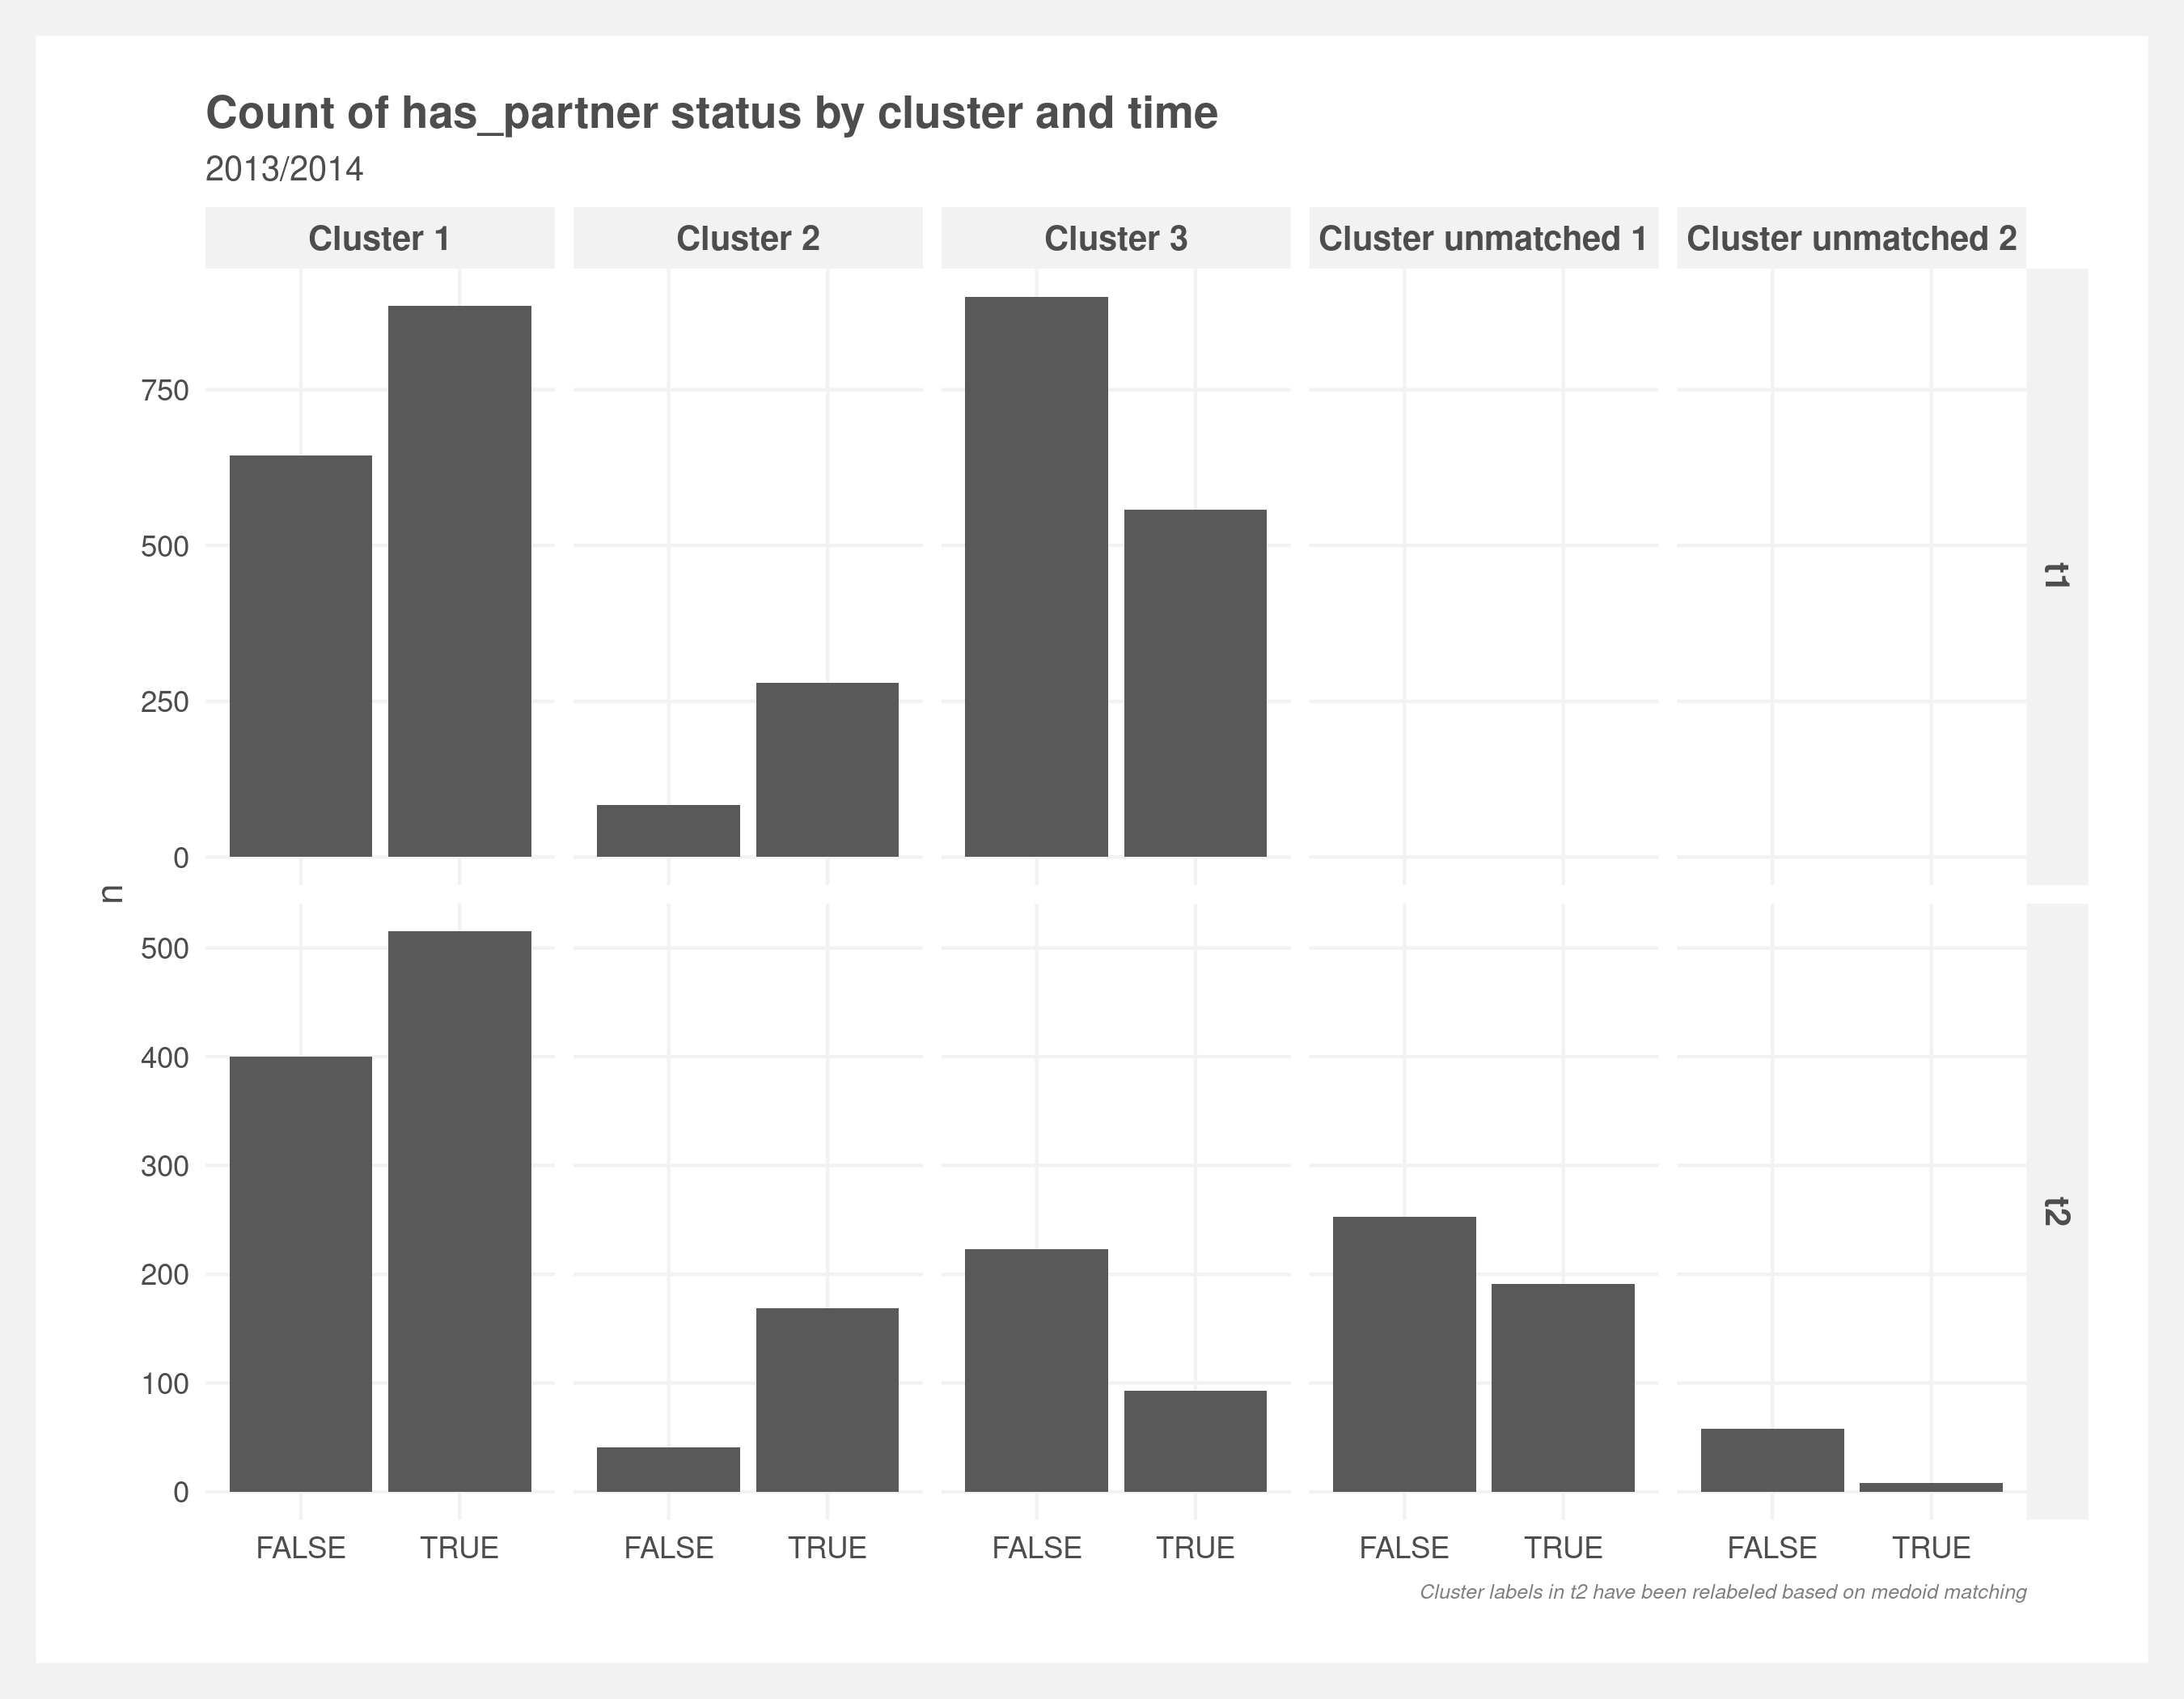 Count of has_partner status by cluster and time
2013/2014
Cluster 1
Cluster 2
Cluster 3
Cluster unmatched 1
Cluster unmatched 2
750
500
250
0
t1
n
500
400
300
200
100
0
t2
FALSE
TRUE
FALSE
TRUE
FALSE
TRUE
FALSE
TRUE
FALSE
TRUE
Cluster labels in t2 have been relabeled based on medoid matching